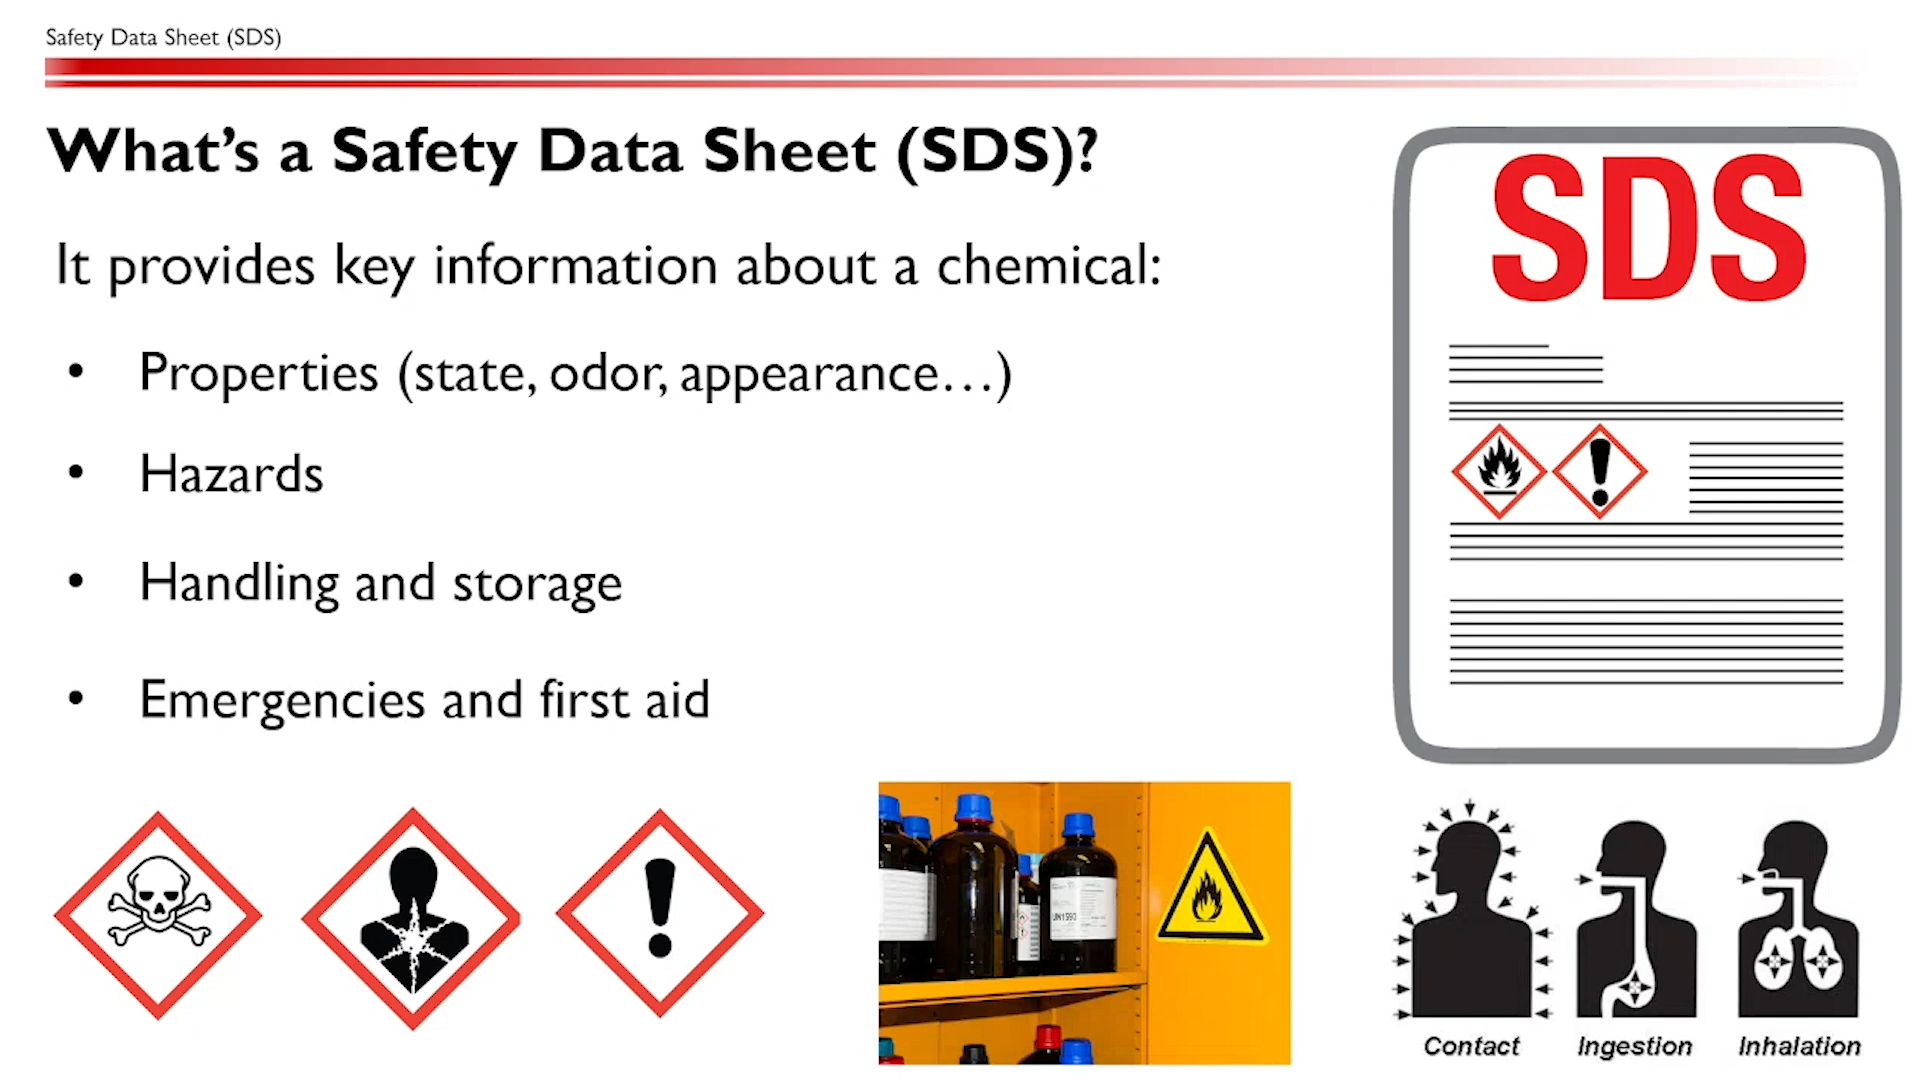 Safety Data Sheet (SDS)
What's a Safety Data Sheet (SDS)?
It provides key information about a chemical:
• Properties (state, odor, appearance…)
• Hazards
• Handling and storage
• Emergencies and first aid
SDS
UN1593
Contact
Ingestion
Inhalation